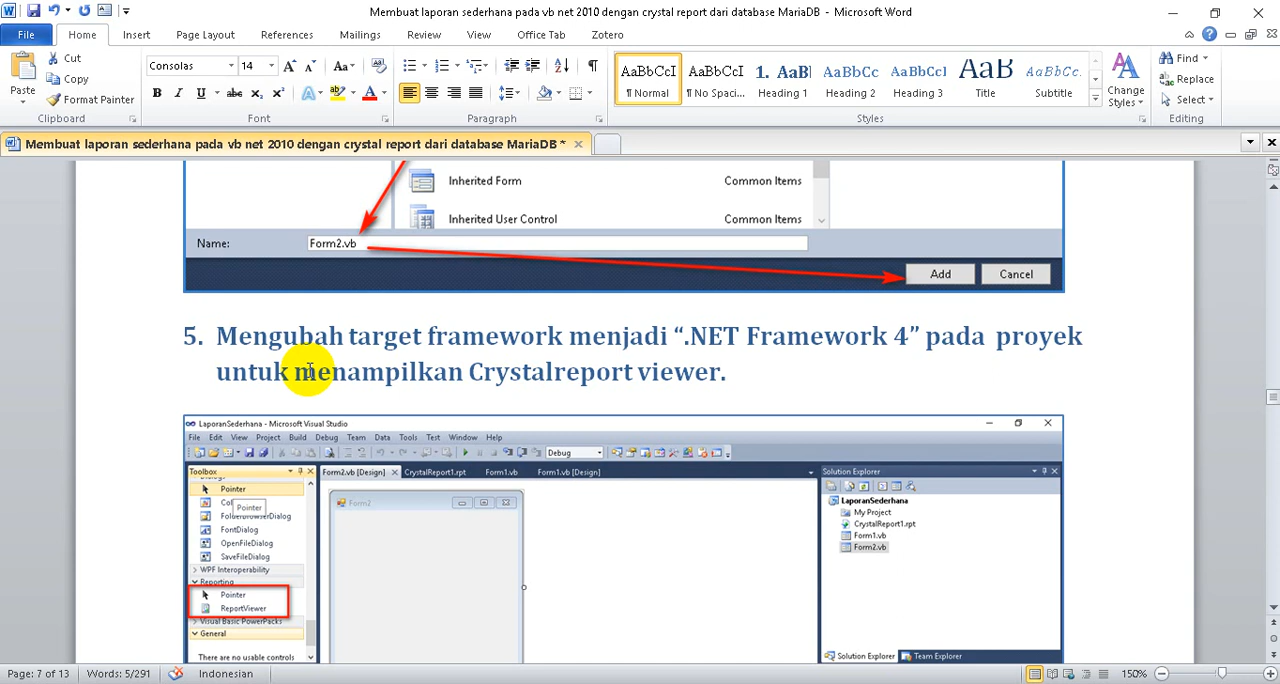 Membuat laporan sederhana pada vb net 2010 dengan crystal report dari database MariaDB - Microsoft Word
File Home Insert Page Layout References Mailings Review View Office Tab Zotero
Paste
Cut
Copy
Format Painter
Clipboard
Consolas 14
Font
Paragraph
AaBbCcI AaBbCcI 1. AaBl AaBbCc AaBbCcI AaB AaBbCc.
¶ Normal ¶ No Spac... Heading 1 Heading 2 Heading 3 Title Subtitle
Change Styles
Styles
Find
Replace
Select
Editing
Membuat laporan sederhana pada vb net 2010 dengan crystal report dari database MariaDB *
Inherited Form Common Items
Inherited User Control Common Items
Name: Form2.vb
Add Cancel
5. Mengubah target framework menjadi “.NET Framework 4” pada proyek
untuk menampilkan Crystalreport viewer.
LaporanSederhana - Microsoft Visual Studio
File Edit View Project Build Debug Team Data Tools Test Window Help
Debug
Toolbox
Pointer
Pointer
FolderBrowserDialog
FontDialog
OpenFileDialog
SaveFileDialog
WPF Interoperability
Reporting
Pointer
ReportViewer
Visual Basic PowerPacks
General
There are no usable controls
Form2.vb [Design] CrystalReport1.rpt Form1.vb Form1.vb [Design]
Form2
Solution Explorer
LaporanSederhana
My Project
CrystalReport1.rpt
Form1.vb
Form2.vb
Solution Explorer Team Explorer
Page: 7 of 13 Words: 5/291 Indonesian 150%